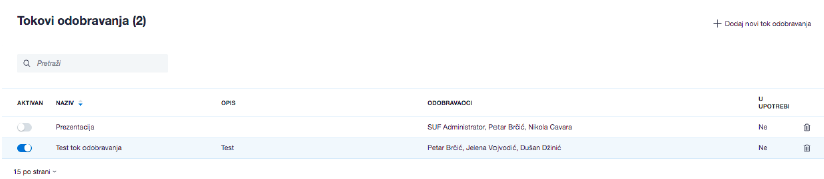 Tokovi odobravanja (2)
Dodaj novi tok odobravanja
Pretraži
AKTIVAN NAZIV OPIS ODOBRAVAOCI U UPOTREBI
Prezentacija SUF Administrator, Petar Brčić, Nikola Cavara Ne
Test tok odobravanja Test Petar Brčić, Jelena Vojvodić, Dušan Džinić Ne
15 po strani